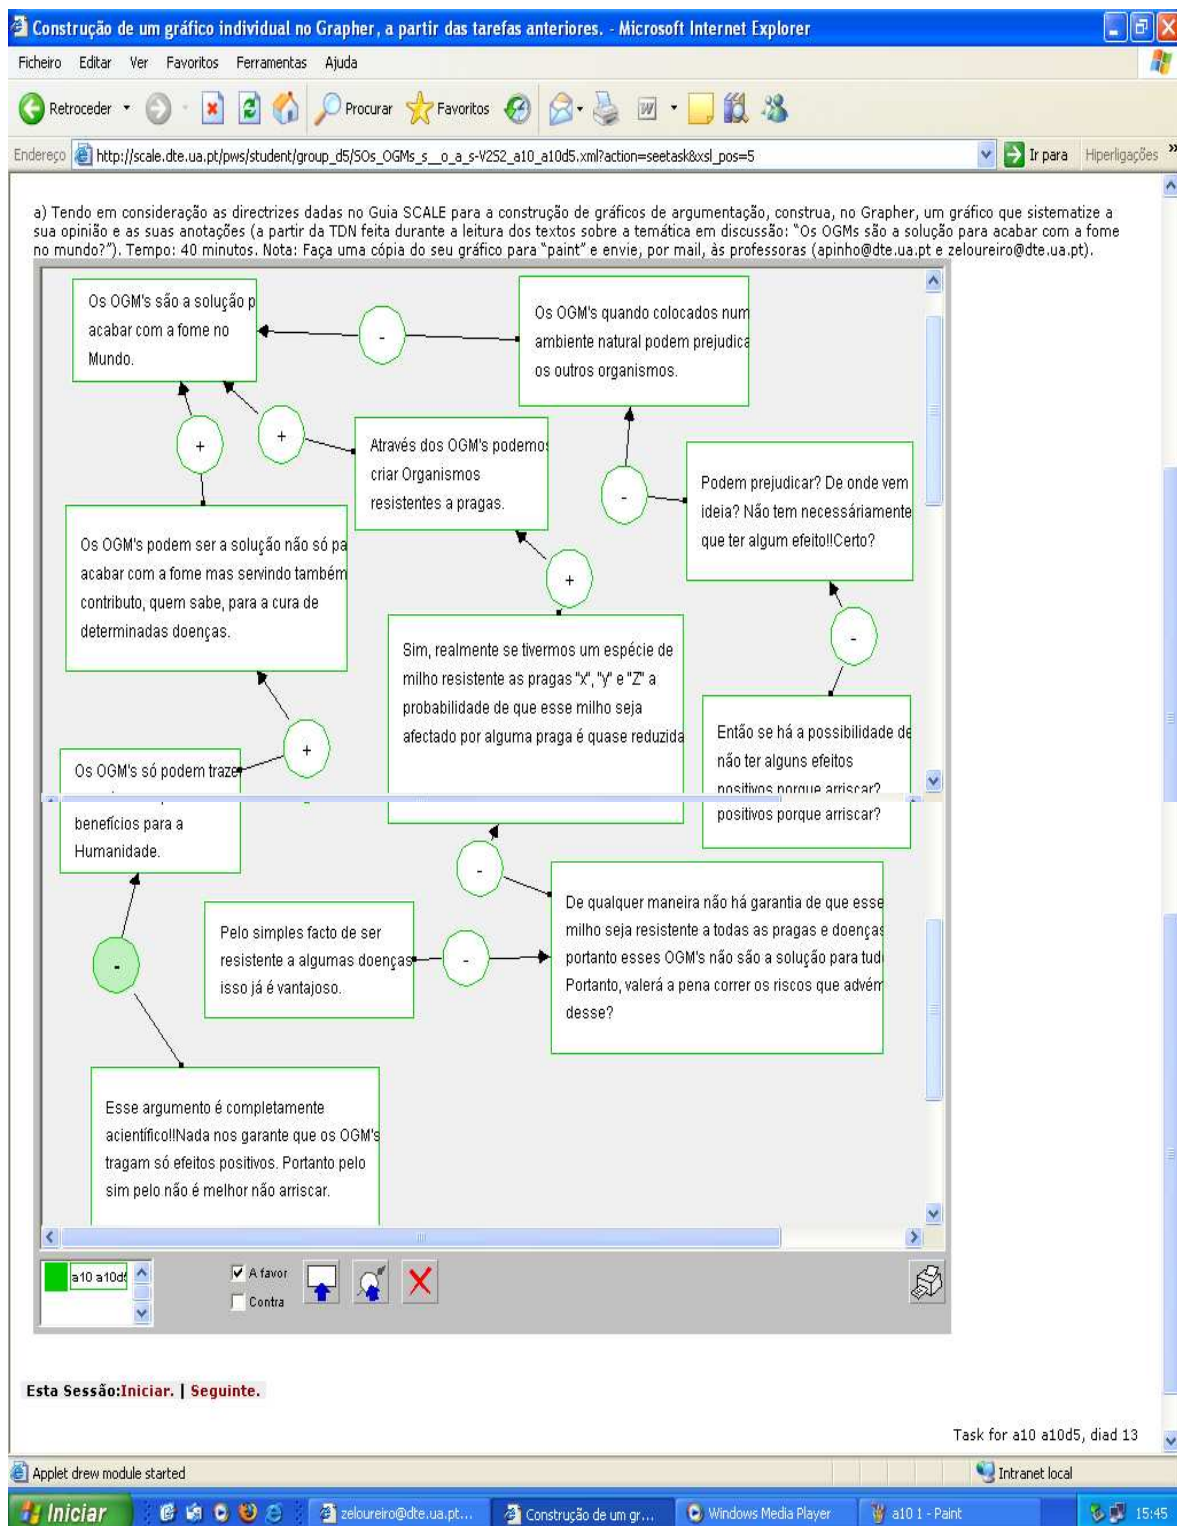 Construção de um gráfico individual no Grapher, a partir das tarefas anteriores. - Microsoft Internet Explorer
Ficheiro Editar Ver Favoritos Ferramentas Ajuda
Retroceder Procurar Favoritos
Endereço http://scale.dte.ua.pt/pws/student/group_d5/SOs_OGMs_s__o_a_s-V2S2_a10_a10d5.xml?action=seetask&xsl_pos=5 Ir para Hiperligações »
a) Tendo em consideração as directrizes dadas no Guia SCALE para a construção de gráficos de argumentação, construa, no Grapher, um gráfico que sistematize a
sua opinião e as suas anotações (a partir da TDN feita durante a leitura dos textos sobre a temática em discussão: "Os OGMs são a solução para acabar com a fome
no mundo?"). Tempo: 40 minutos. Nota: Faça uma cópia do seu gráfico para "paint" e envie, por mail, às professoras (apinho@dte.ua.pt e zeloureiro@dte.ua.pt).
Os OGM's são a solução p
acabar com a fome no
Mundo.
-
Os OGM's quando colocados num
ambiente natural podem prejudica
os outros organismos.
+
+
Através dos OGM's podemos
criar Organismos
resistentes a pragas.
-
Podem prejudicar? De onde vem
ideia? Não tem necessáriamente
que ter algum efeito!!Certo?
Os OGM's podem ser a solução não só pa
acabar com a fome mas servindo também
contributo, quem sabe, para a cura de
determinadas doenças.
+
-
Sim, realmente se tivermos um espécie de
milho resistente as pragas "x", "y" e "Z" a
probabilidade de que esse milho seja
afectado por alguma praga é quase reduzida
Então se há a possibilidade de
não ter alguns efeitos
positivos porque arriscar?
positivos porque arriscar?
+
Os OGM's só podem traze
benefícios para a
Humanidade.
-
De qualquer maneira não há garantia de que esse
milho seja resistente a todas as pragas e doenças
portanto esses OGM's não são a solução para tud
Portanto, valerá a pena correr os riscos que advém
desse?
Pelo simples facto de ser
resistente a algumas doenças
isso já é vantajoso.
-
-
Esse argumento é completamente
acientífico!!Nada nos garante que os OGM's
tragam só efeitos positivos. Portanto pelo
sim pelo não é melhor não arriscar.
a10 a10d5
A favor
Contra
Esta Sessão:Iniciar. | Seguinte.
Task for a10 a10d5, diad 13
Applet drew module started Intranet local
Iniciar zeloureiro@dte.ua.pt... Construção de um gr... Windows Media Player a10 1 - Paint 15:45